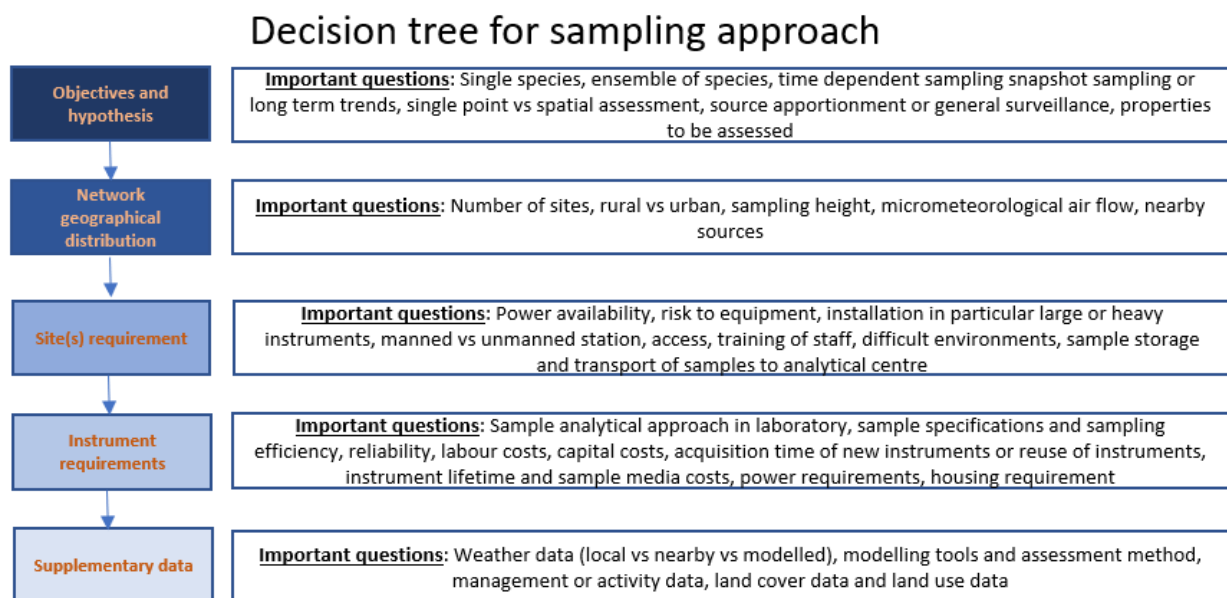 Decision tree for sampling approach
Objectives and
hypothesis
Important questions: Single species, ensemble of species, time dependent sampling snapshot sampling or
long term trends, single point vs spatial assessment, source apportionment or general surveillance, properties
to be assessed
Network
geographical
distribution
Important questions: Number of sites, rural vs urban, sampling height, micrometeorological air flow, nearby
sources
Site(s) requirement
Important questions: Power availability, risk to equipment, installation in particular large or heavy
instruments, manned vs unmanned station, access, training of staff, difficult environments, sample storage
and transport of samples to analytical centre
Instrument
requirements
Important questions: Sample analytical approach in laboratory, sample specifications and sampling
efficiency, reliability, labour costs, capital costs, acquisition time of new instruments or reuse of instruments,
instrument lifetime and sample media costs, power requirements, housing requirement
Supplementary data
Important questions: Weather data (local vs nearby vs modelled), modelling tools and assessment method,
management or activity data, land cover data and land use data